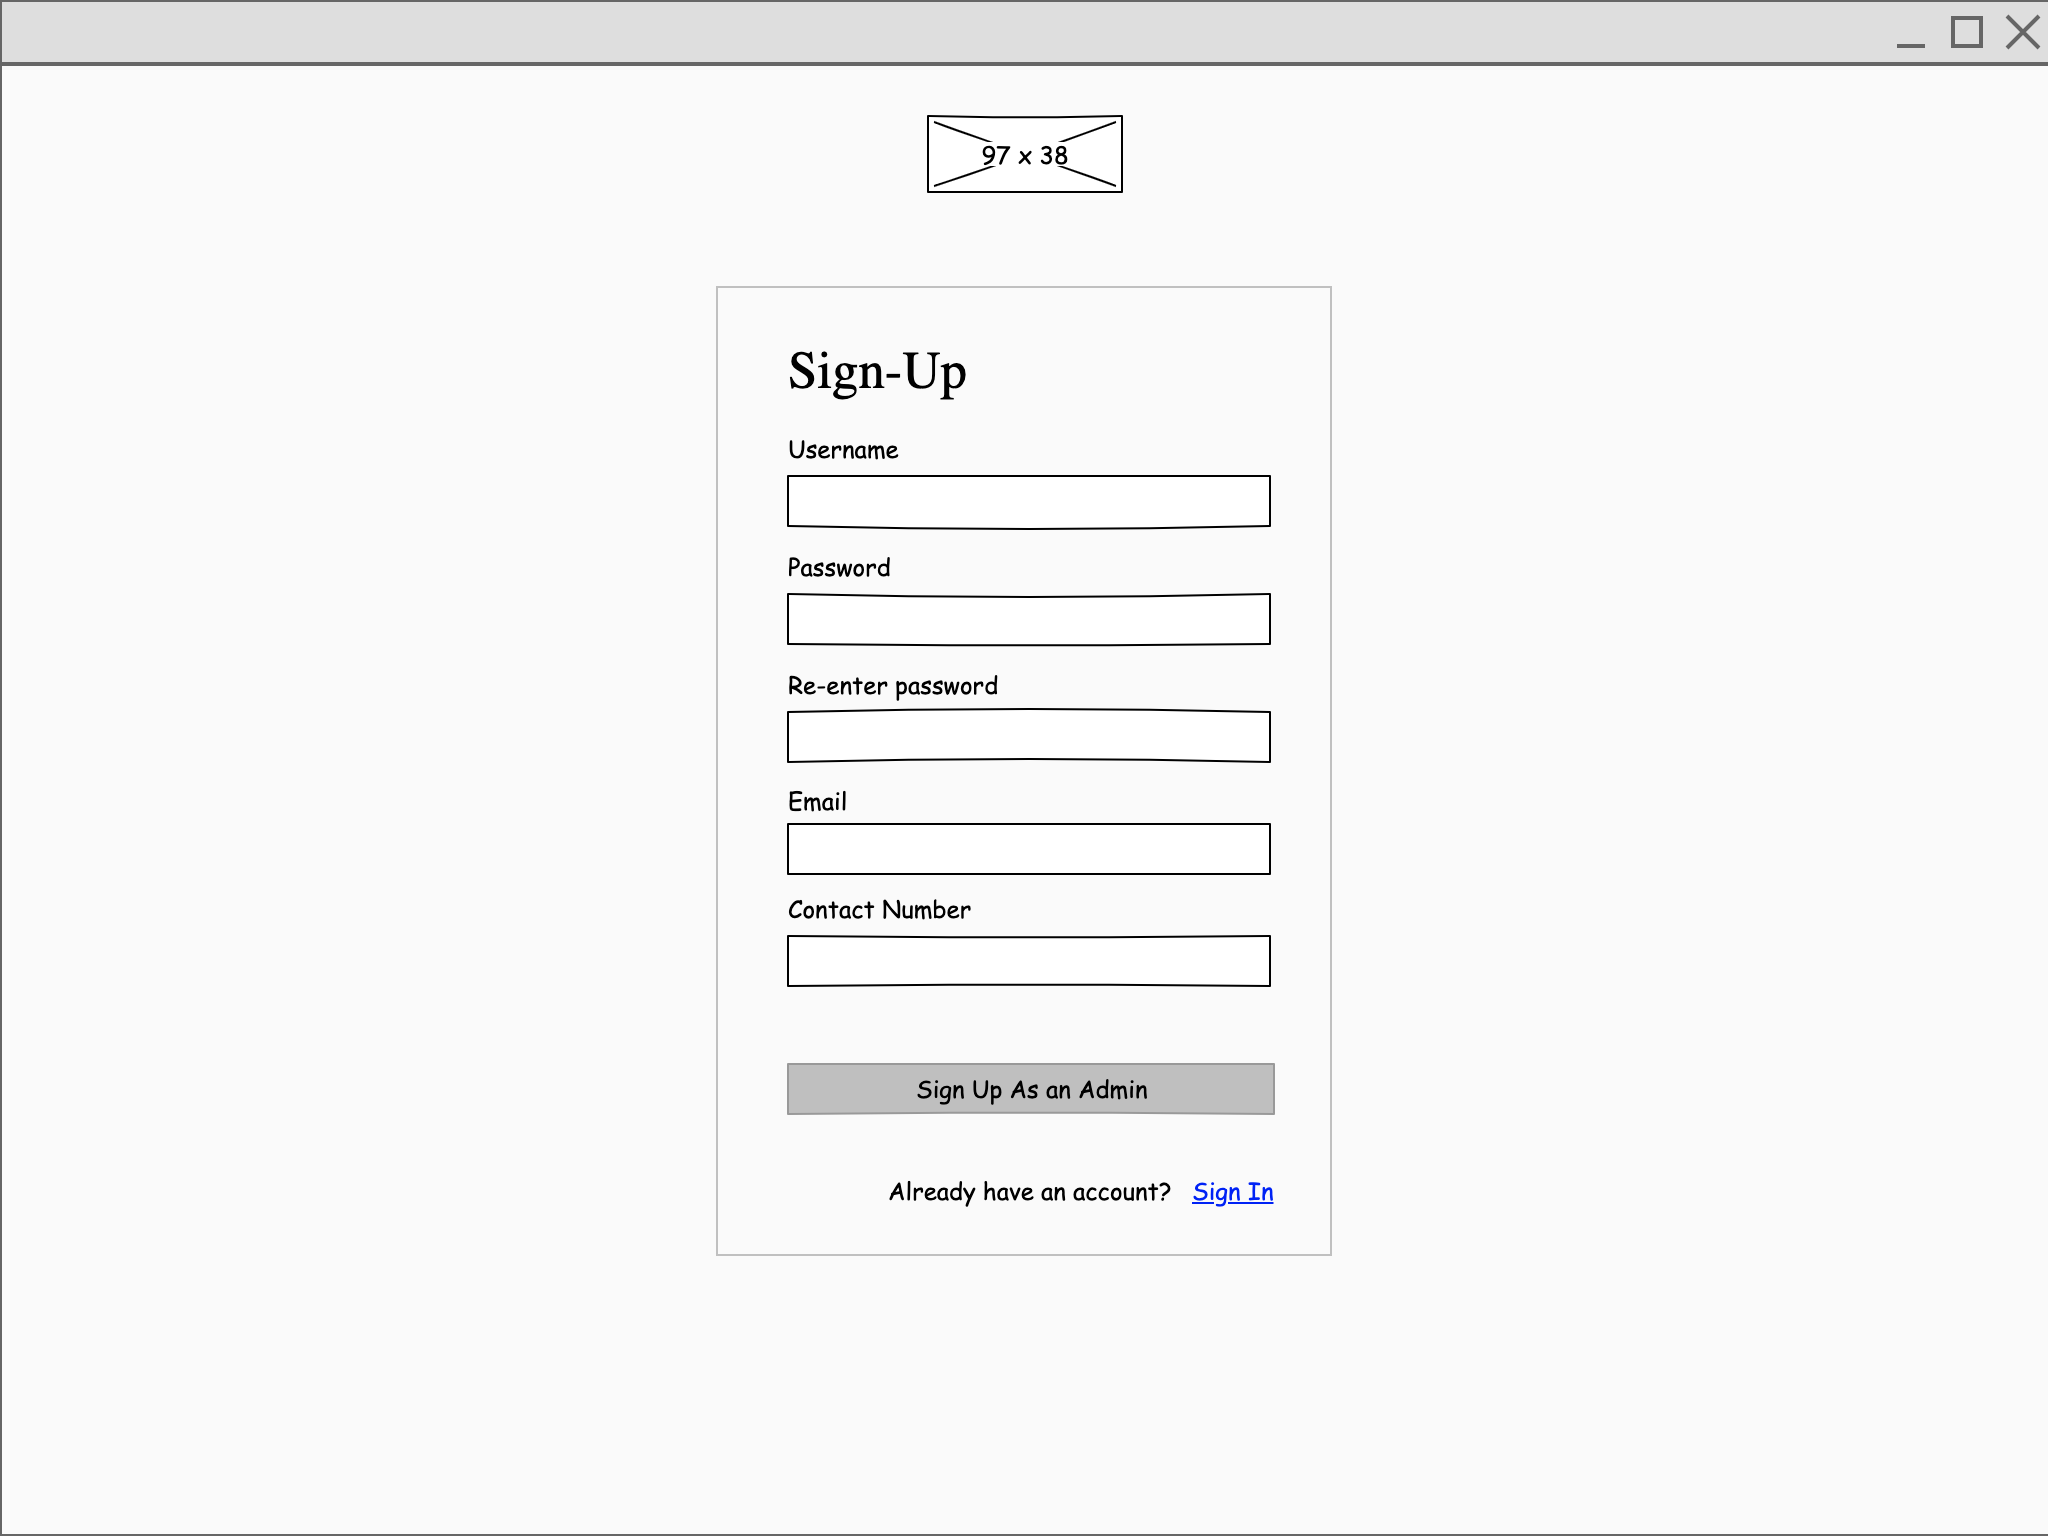 97 x 38
Sign-Up
Username
Password
Re-enter password
Email
Contact Number
Sign Up As an Admin
Already have an account? Sign In